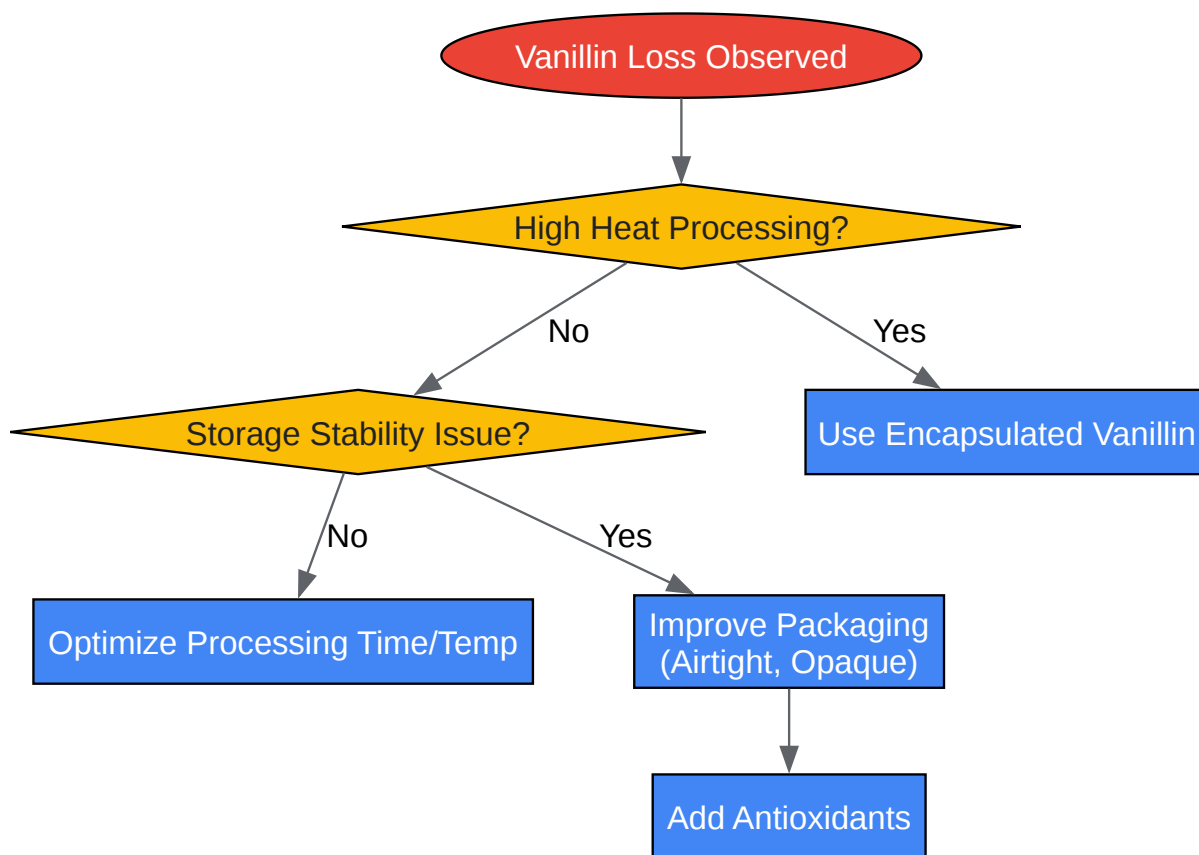 Vanillin Loss Observed
High Heat Processing?
No
Yes
Storage Stability Issue?
Use Encapsulated Vanillin
No
Yes
Optimize Processing Time/Temp
Improve Packaging
(Airtight, Opaque)
Add Antioxidants